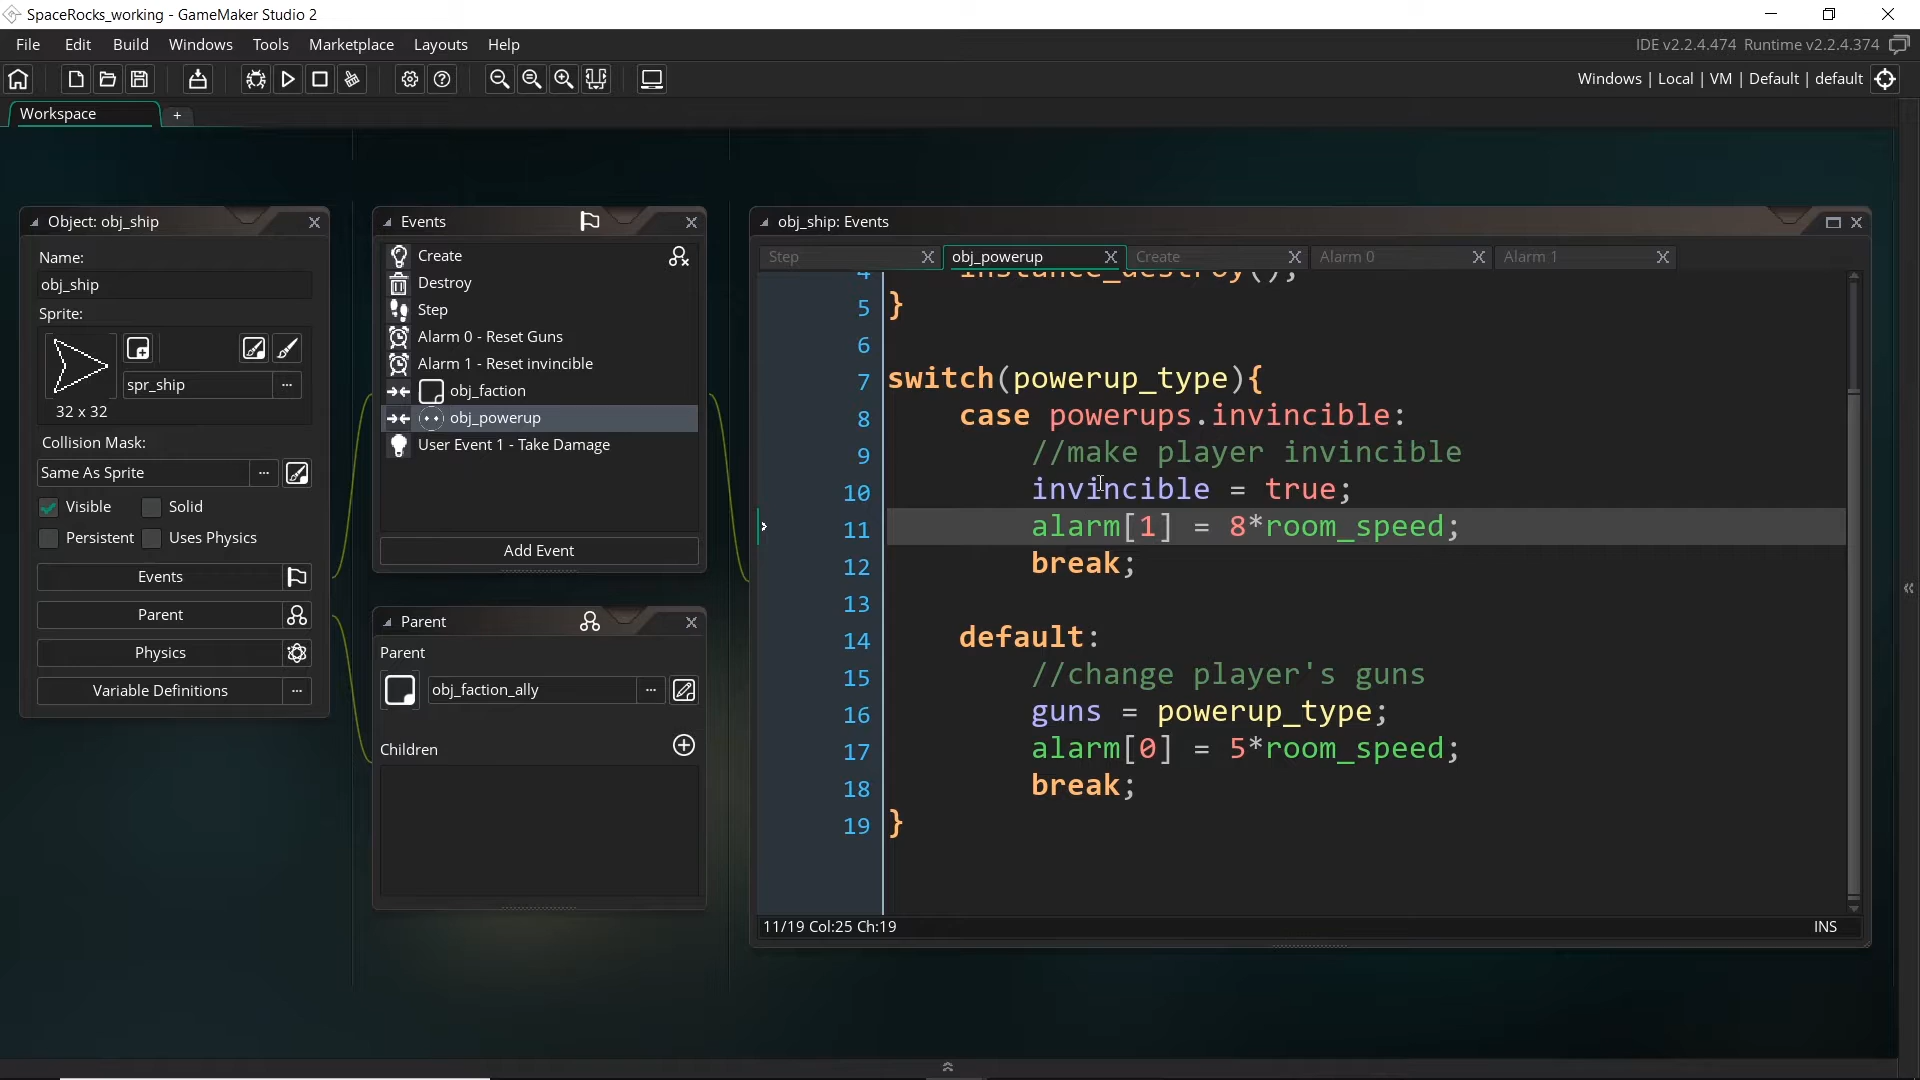 SpaceRocks_working - GameMaker Studio 2
File Edit Build Windows Tools Marketplace Layouts Help
IDE v2.2.4.474 Runtime v2.2.4.374
Windows | Local | VM | Default | default
Workspace +
Object: obj_ship
Name:
obj_ship
Sprite:
spr_ship ...
32 x 32
Collision Mask:
Same As Sprite ...
Visible Solid
Persistent Uses Physics
Events
Parent
Physics
Variable Definitions ...
Events
Create
Destroy
Step
Alarm 0 - Reset Guns
Alarm 1 - Reset invincible
obj_faction
obj_powerup
User Event 1 - Take Damage
Add Event
Parent
Parent
obj_faction_ally ...
Children
obj_ship: Events
Step X obj_powerup X Create X Alarm 0 X Alarm 1 X
4 instance_destroy();
5 }
6
7 switch(powerup_type){
8 case powerups.invincible:
9 //make player invincible
10 invincible = true;
11 alarm[1] = 8*room_speed;
12 break;
13
14 default:
15 //change player's guns
16 guns = powerup_type;
17 alarm[0] = 5*room_speed;
18 break;
19 }
11/19 Col:25 Ch:19 INS